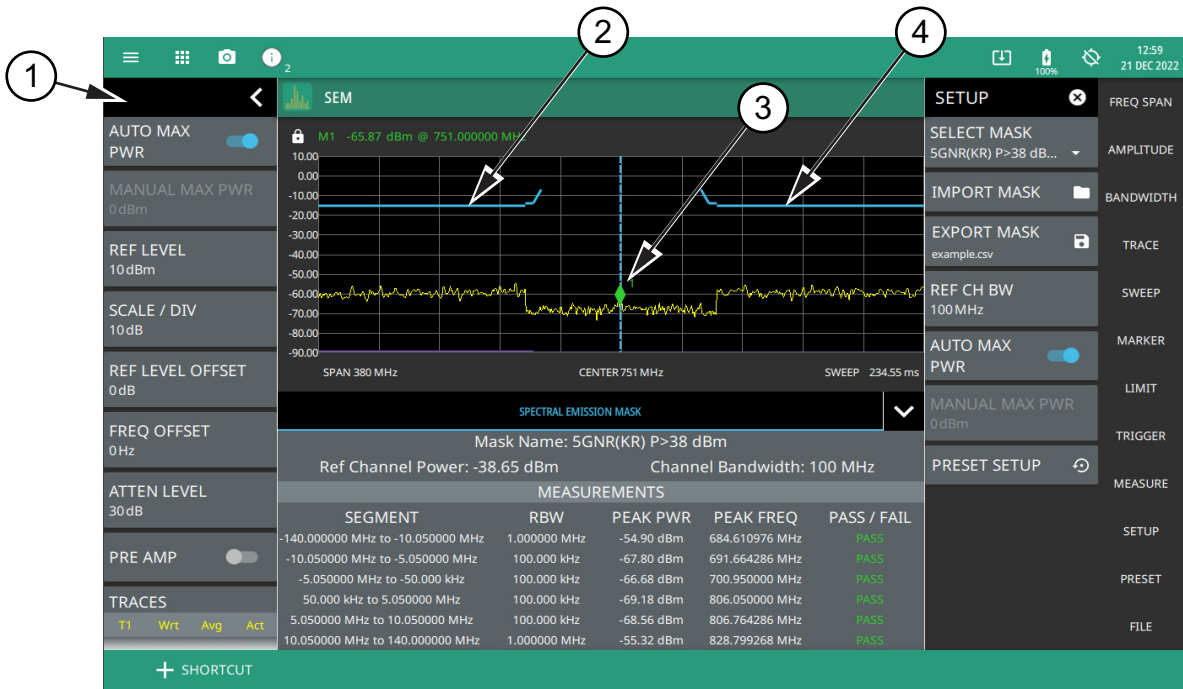 1
2
3
4
2
100%
12:59
21 DEC 2022
AUTO MAX
PWR
MANUAL MAX PWR
0 dBm
REF LEVEL
10 dBm
SCALE / DIV
10 dB
REF LEVEL OFFSET
0 dB
FREQ OFFSET
0 Hz
ATTEN LEVEL
30 dB
PRE AMP
TRACES
T1 Wrt Avg Act
SHORTCUT
SEM
M1 -65.87 dBm @ 751.000000 MHz
10.00
0.00
-10.00
-20.00
-30.00
-40.00
-50.00
-60.00
-70.00
-80.00
-90.00
1
SPAN 380 MHz CENTER 751 MHz SWEEP 234.55 ms
SPECTRAL EMISSION MASK
Mask Name: 5GNR(KR) P>38 dBm
Ref Channel Power: -38.65 dBm Channel Bandwidth: 100 MHz
MEASUREMENTS
SEGMENT RBW PEAK PWR PEAK FREQ PASS / FAIL
-140.000000 MHz to -10.050000 MHz 1.000000 MHz -54.90 dBm 684.610976 MHz PASS
-10.050000 MHz to -5.050000 MHz 100.000 kHz -67.80 dBm 691.664286 MHz PASS
-5.050000 MHz to -50.000 kHz 100.000 kHz -66.68 dBm 700.950000 MHz PASS
50.000 kHz to 5.050000 MHz 100.000 kHz -69.18 dBm 806.050000 MHz PASS
5.050000 MHz to 10.050000 MHz 100.000 kHz -68.56 dBm 806.764286 MHz PASS
10.050000 MHz to 140.000000 MHz 1.000000 MHz -55.32 dBm 828.799268 MHz PASS
SETUP
SELECT MASK
5GNR(KR) P>38 dB...
IMPORT MASK
EXPORT MASK
example.csv
REF CH BW
100 MHz
AUTO MAX
PWR
MANUAL MAX PWR
0 dBm
PRESET SETUP
FREQ SPAN
AMPLITUDE
BANDWIDTH
TRACE
SWEEP
MARKER
LIMIT
TRIGGER
MEASURE
SETUP
PRESET
FILE